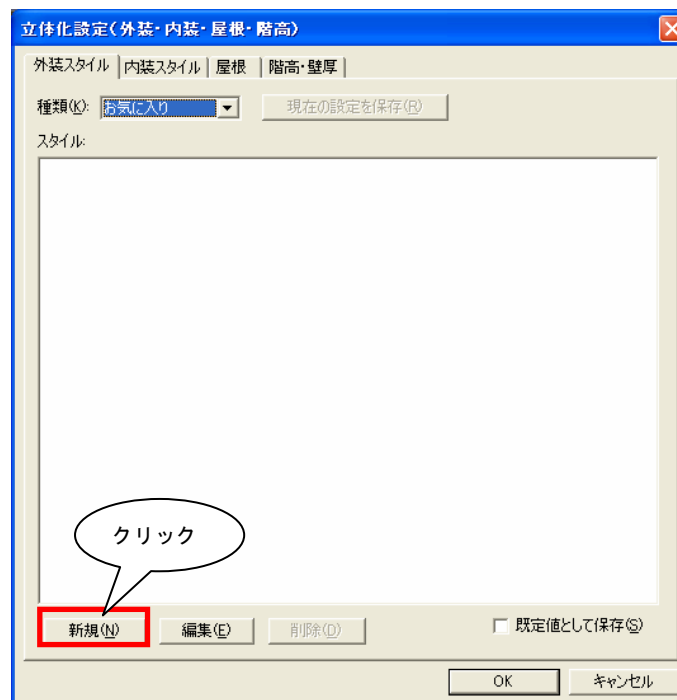 立体化設定(外装・内装・屋根・階高)
外装スタイル 内装スタイル 屋根 階高・壁厚
種類(K): お気に入り 現在の設定を保存(R)
スタイル:
クリック
新規(N) 編集(E) 削除(D) 既定値として保存(S)
OK キャンセル